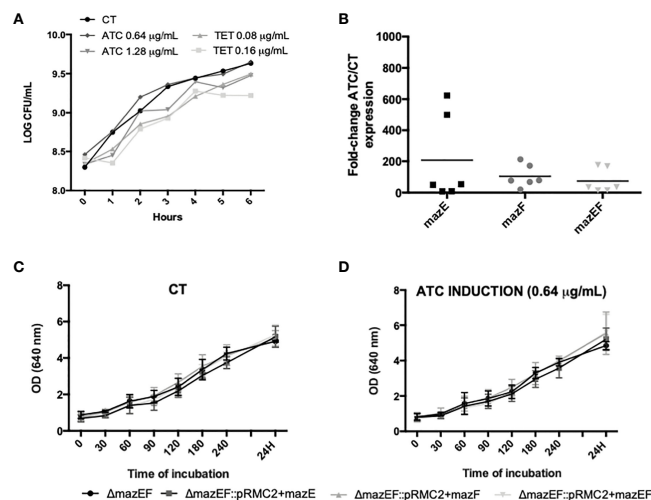 A
CT
ATC 0.64 µg/mL
TET 0.08 µg/mL
ATC 1.28 µg/mL
TET 0.16 µg/mL
LOG CFU/mL
10.0
9.5
9.0
8.5
8.0
0 1 2 3 4 5 6
Hours
B
Fold-change ATC/CT
expression
1000
800
600
400
200
0
mazE mazF mazEF
C
CT
OD (640 nm)
8
6
4
2
0
0 30 60 90 120 180 240 24H
Time of incubation
D
ATC INDUCTION (0.64 µg/mL)
OD (640 nm)
8
6
4
2
0
0 30 60 90 120 180 240 24H
Time of incubation
ΔmazEF ΔmazEF::pRMC2+mazE ΔmazEF::pRMC2+mazF ΔmazEF::pRMC2+mazEF